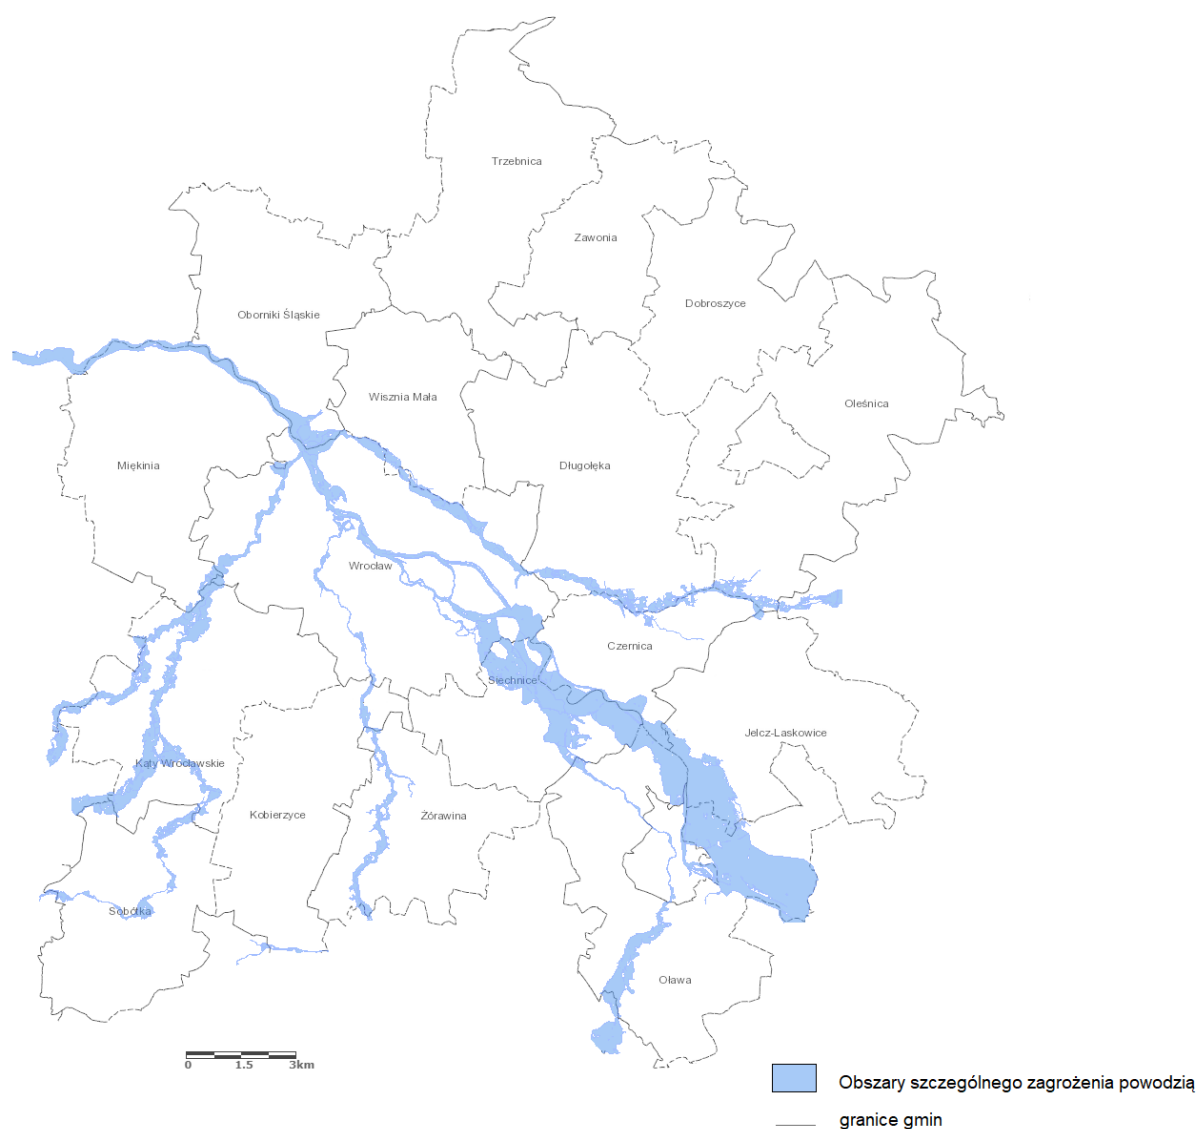 Trzebnica
Zawonia
Dobroszyce
Oborniki Śląskie
Wisznia Mała
Oleśnica
Miękinia
Długołęka
Wrocław
Czernica
Siechnice
Jelcz-Laskowice
Kąty Wrocławskie
Kobierzyce
Żórawina
Sobótka
Oława
0 1.5 3km
Obszary szczególnego zagrożenia powodzią
granice gmin